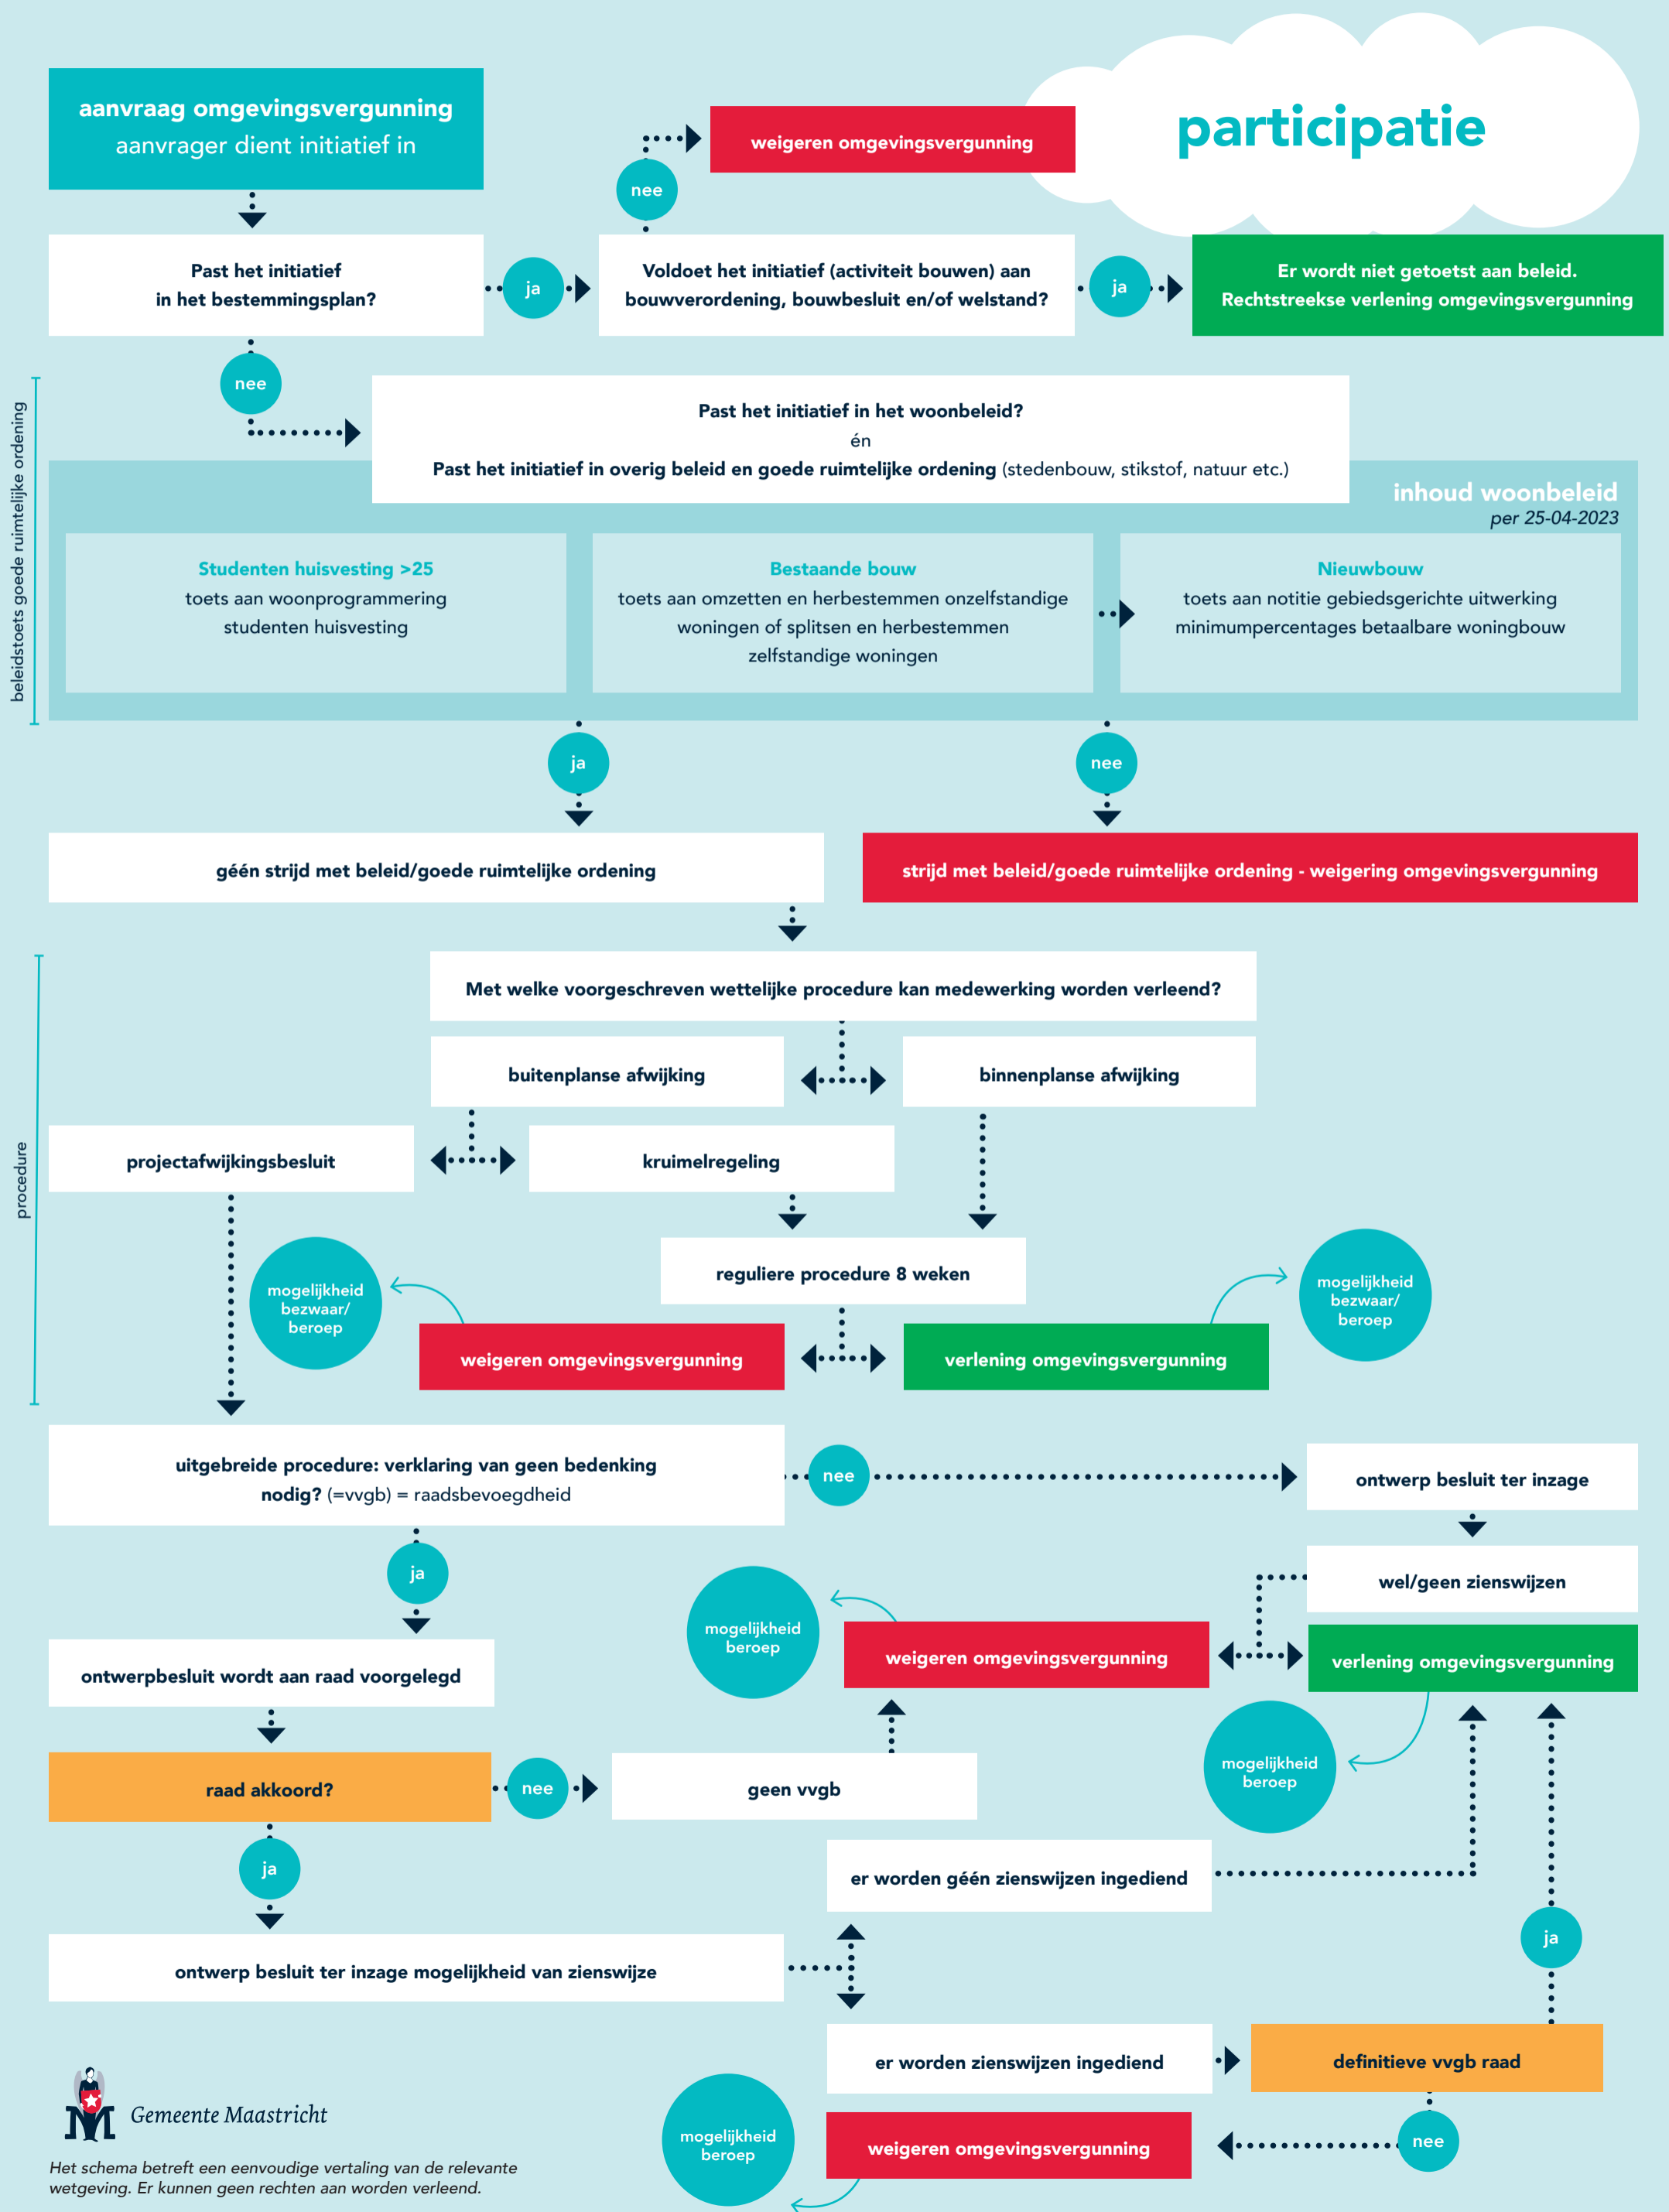 participatie
aanvraag omgevingsvergunning
aanvrager dient initiatief in
weigeren omgevingsvergunning
nee
Past het initiatief
in het bestemmingsplan?
ja
Voldoet het initiatief (activiteit bouwen) aan
bouwverordening, bouwbesluit en/of welstand?
ja
Er wordt niet getoetst aan beleid.
Rechtstreekse verlening omgevingsvergunning
nee
beleidstoets goede ruimtelijke ordening
Past het initiatief in het woonbeleid?
én
Past het initiatief in overig beleid en goede ruimtelijke ordening (stedenbouw, stikstof, natuur etc.)
inhoud woonbeleid
per 25-04-2023
Studenten huisvesting >25
toets aan woonprogrammering
studenten huisvesting
Bestaande bouw
toets aan omzetten en herbestemmen onzelfstandige
woningen of splitsen en herbestemmen
zelfstandige woningen
Nieuwbouw
toets aan notitie gebiedsgerichte uitwerking
minimumpercentages betaalbare woningbouw
ja
nee
géén strijd met beleid/goede ruimtelijke ordening
strijd met beleid/goede ruimtelijke ordening - weigering omgevingsvergunning
procedure
Met welke voorgeschreven wettelijke procedure kan medewerking worden verleend?
buitenplanse afwijking
binnenplanse afwijking
projectafwijkingsbesluit
kruimelregeling
reguliere procedure 8 weken
mogelijkheid
bezwaar/
beroep
weigeren omgevingsvergunning
verlening omgevingsvergunning
mogelijkheid
bezwaar/
beroep
uitgebreide procedure: verklaring van geen bedenking
nodig? (=vvgb) = raadsbevoegdheid
nee
ontwerp besluit ter inzage
ja
wel/geen zienswijzen
mogelijkheid
beroep
weigeren omgevingsvergunning
verlening omgevingsvergunning
ontwerpbesluit wordt aan raad voorgelegd
mogelijkheid
beroep
raad akkoord?
nee
geen vvgb
ja
er worden géén zienswijzen ingediend
ja
ontwerp besluit ter inzage mogelijkheid van zienswijze
er worden zienswijzen ingediend
definitieve vvgb raad
nee
mogelijkheid
beroep
weigeren omgevingsvergunning
Gemeente Maastricht
Het schema betreft een eenvoudige vertaling van de relevante
wetgeving. Er kunnen geen rechten aan worden verleend.